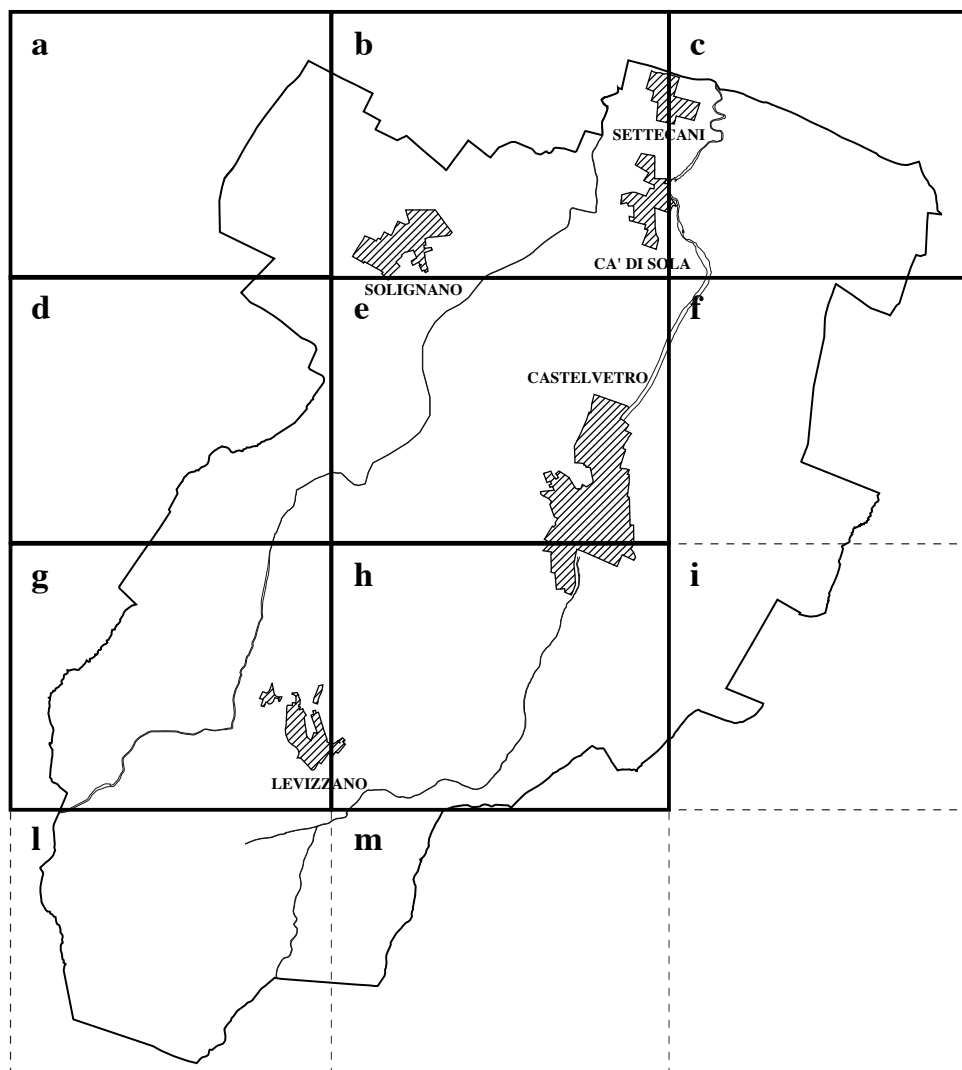 a
b
c
SETTECANI
CA' DI SOLA
SOLIGNANO
d
e
f
CASTELVETRO
g
h
i
LEVIZZANO
l
m